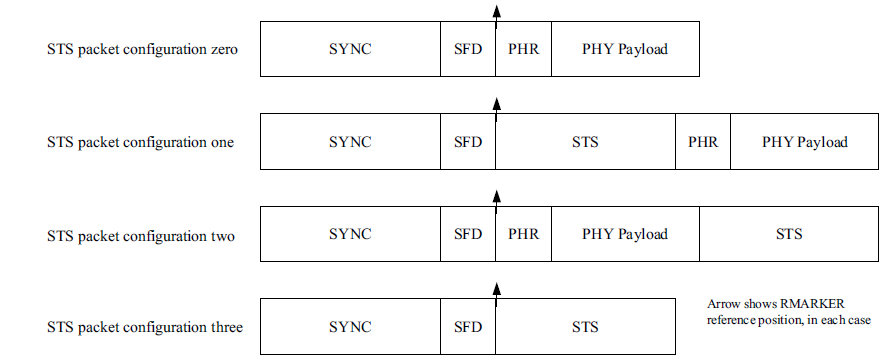 STS packet configuration zero SYNC SFD PHR PHY Payload
STS packet configuration one SYNC SFD STS PHR PHY Payload
STS packet configuration two SYNC SFD PHR PHY Payload STS
STS packet configuration three SYNC SFD STS
Arrow shows RMARKER
reference position, in each case